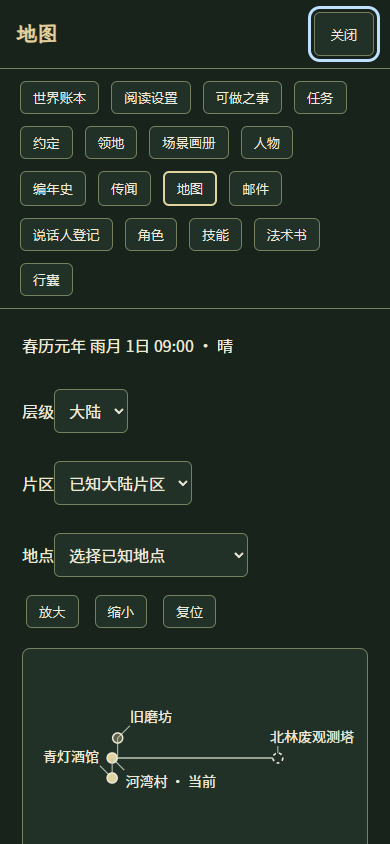 地图 关闭
世界账本 阅读设置 可做之事 任务
约定 领地 场景画册 人物
编年史 传闻 地图 邮件
说话人登记 角色 技能 法术书
行囊
春历元年 雨月 1日 09:00 · 晴
层级 大陆
片区 已知大陆片区
地点 选择已知地点
放大 缩小 复位
旧磨坊
北林废观测塔
青灯酒馆
河湾村 · 当前